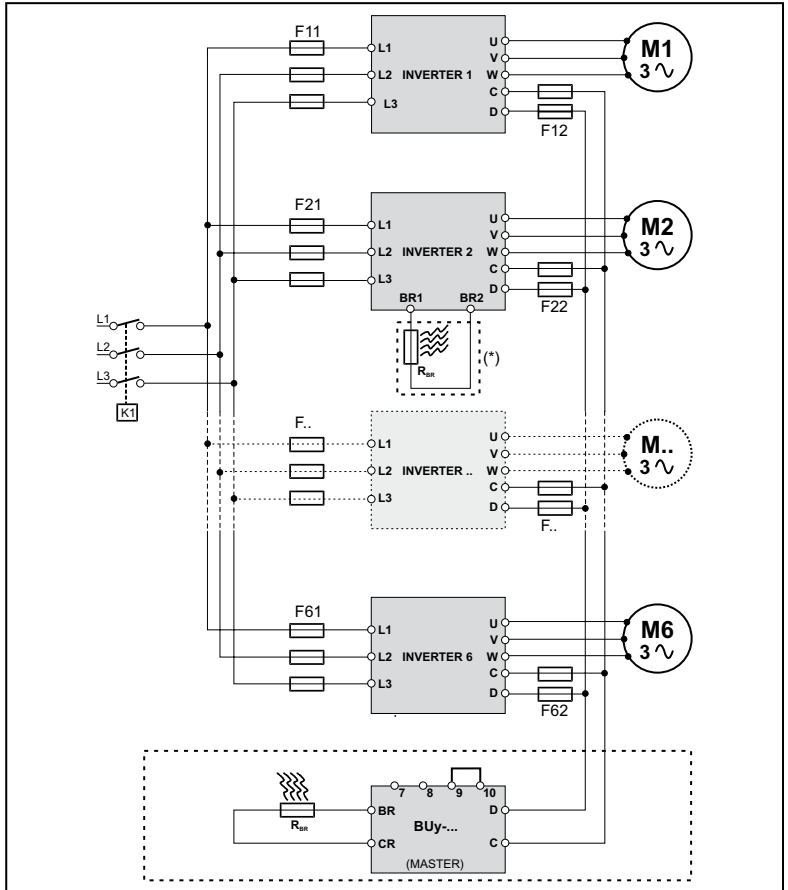 F11
L1
L2
L3
INVERTER 1
U
V
W
C
D
F12
M1
3 ∿
F21
L1
L2
L3
INVERTER 2
BR1
BR2
U
V
W
C
D
F22
M2
3 ∿
R_BR
(*)
L1
L2
L3
K1
F..
L1
L2
L3
INVERTER ..
U
V
W
C
D
F..
M..
3 ∿
F61
L1
L2
L3
INVERTER 6
U
V
W
C
D
F62
M6
3 ∿
R_BR
7 8 9 10
BR
CR
BUy-...
(MASTER)
D
C